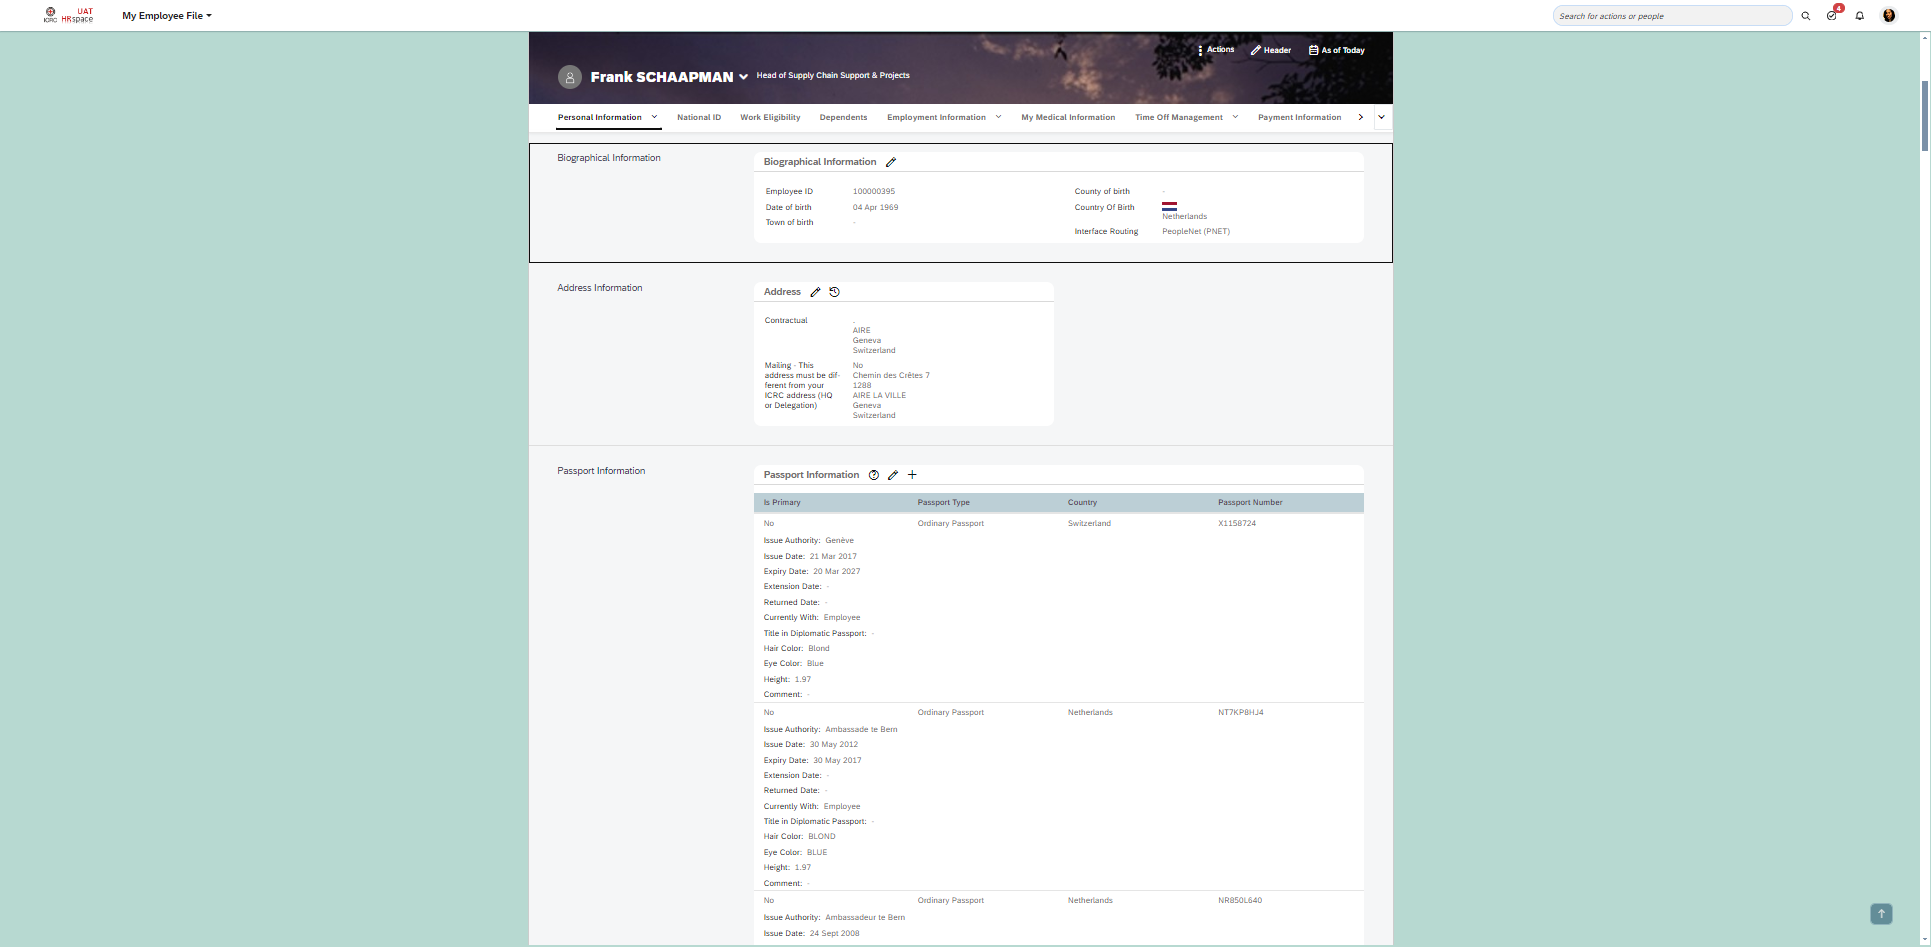 ICRC UAT HRspace
My Employee File
Search for actions or people
4
Actions Header As of Today
Frank SCHAAPMAN Head of Supply Chain Support & Projects
Personal Information National ID Work Eligibility Dependents Employment Information My Medical Information Time Off Management Payment Information
Biographical Information
Biographical Information
Employee ID 100000395
Date of birth 04 Apr 1969
Town of birth -
County of birth -
Country Of Birth
Netherlands
Interface Routing PeopleNet (PNET)
Address Information
Address
Contractual -
AIRE
Geneva
Switzerland
Mailing - This address must be dif-
ferent from your
ICRC address (HQ
or Delegation)
No
Chemin des Crêtes 7
1288
AIRE LA VILLE
Geneva
Switzerland
Passport Information
Passport Information
Is Primary Passport Type Country Passport Number
No Ordinary Passport Switzerland X1158724
Issue Authority: Genève
Issue Date: 21 Mar 2017
Expiry Date: 20 Mar 2027
Extension Date: -
Returned Date: -
Currently With: Employee
Title in Diplomatic Passport: -
Hair Color: Blond
Eye Color: Blue
Height: 1.97
Comment: -
No Ordinary Passport Netherlands NT7KP8HJ4
Issue Authority: Ambassade te Bern
Issue Date: 30 May 2012
Expiry Date: 30 May 2017
Extension Date: -
Returned Date: -
Currently With: Employee
Title in Diplomatic Passport: -
Hair Color: BLOND
Eye Color: BLUE
Height: 1.97
Comment: -
No Ordinary Passport Netherlands NR850L640
Issue Authority: Ambassadeur te Bern
Issue Date: 24 Sept 2008